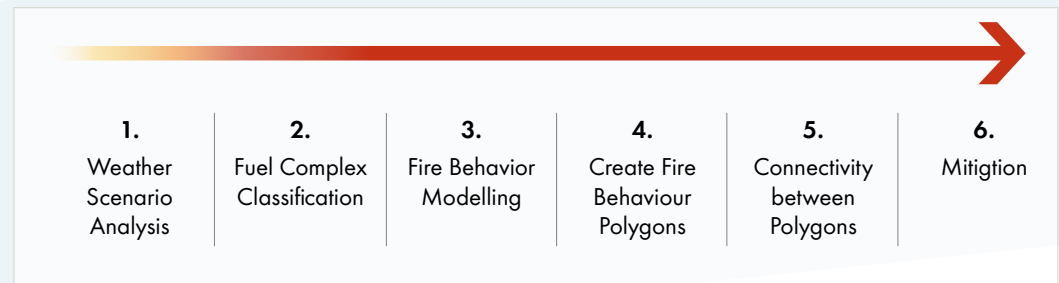 1.
Weather
Scenario
Analysis
2.
Fuel Complex
Classification
3.
Fire Behavior
Modelling
4.
Create Fire
Behaviour
Polygons
5.
Connectivity
between
Polygons
6.
Mitigtion